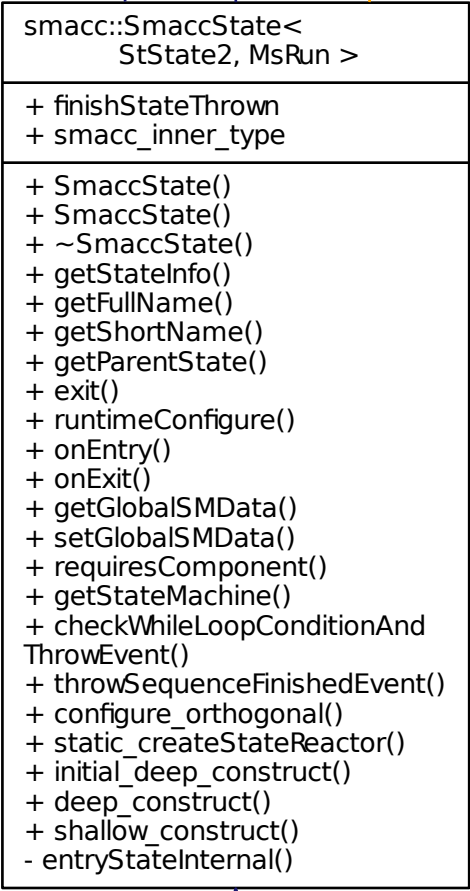 smacc::SmaccState<
StState2, MsRun >
+ finishStateThrown
+ smacc_inner_type
+ SmaccState()
+ SmaccState()
+ ~SmaccState()
+ getStateInfo()
+ getFullName()
+ getShortName()
+ getParentState()
+ exit()
+ runtimeConfigure()
+ onEntry()
+ onExit()
+ getGlobalSMData()
+ setGlobalSMData()
+ requiresComponent()
+ getStateMachine()
+ checkWhileLoopConditionAnd
ThrowEvent()
+ throwSequenceFinishedEvent()
+ configure_orthogonal()
+ static_createStateReactor()
+ initial_deep_construct()
+ deep_construct()
+ shallow_construct()
- entryStateInternal()